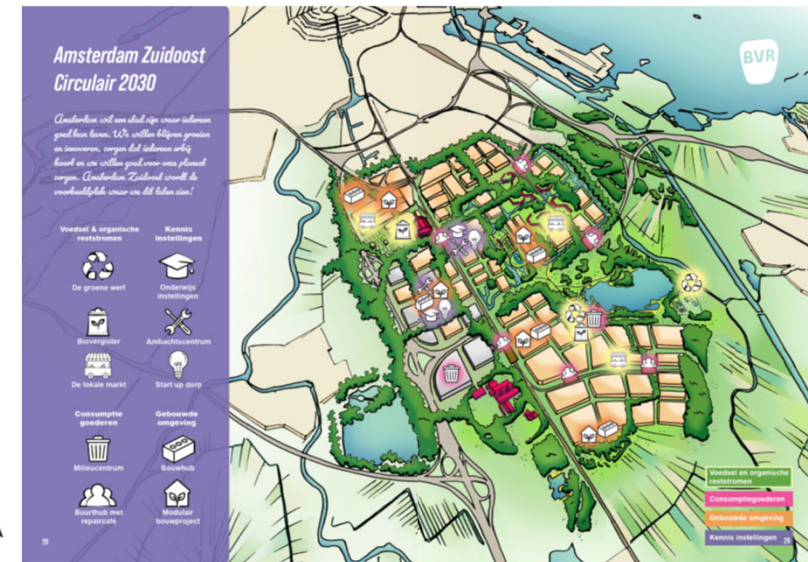 Amsterdam Zuidoost
Circulair 2030
Amsterdam wil een stad zijn waar iedereen
goed kan leven. We willen blijven groeien
en innoveren, zorgen dat iedereen erbij
hoort en we willen goed voor onze planeet
zorgen. Amsterdam Zuidoost wordt de
voorbeeldplek waar we dit laten zien!
Voedsel & organische
reststromen
De groene werf
Biovergister
De lokale markt
Kennis
instellingen
Onderwijs
instellingen
Ambachtscentrum
Start up dorp
Consumptie
goederen
Milieucentrum
Buurthub met
repaircafé
Gebouwde
omgeving
Bouwhub
Modulair
bouwproject
28
BVR
Voedsel en organische
reststromen
Consumptiegoederen
Gebouwde omgeving
Kennis instellingen
29